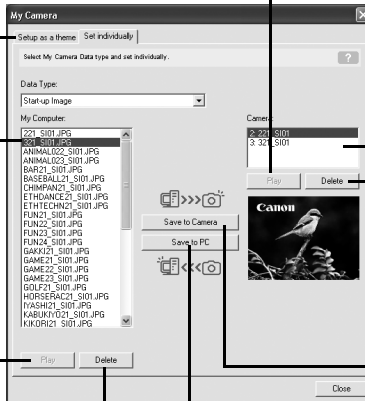 My Camera
Setup as a theme
Set individually
Select My Camera Data type and set individually.
?
Data Type:
Start-up Image
My Computer:
221_SI01.JPG
321_SI01.JPG
ANIMAL022_SI01.JPG
ANIMAL023_SI01.JPG
BAR21_SI01.JPG
BASEBALL21_SI01.JPG
CHIMPAN21_SI01.JPG
ETHDANCE21_SI01.JPG
ETHTECHN21_SI01.JPG
FUN21_SI01.JPG
FUN22_SI01.JPG
FUN23_SI01.JPG
FUN24_SI01.JPG
GAKKI21_SI01.JPG
GAME21_SI01.JPG
GAME22_SI01.JPG
GAME23_SI01.JPG
GOLF21_SI01.JPG
HORSERAC21_SI01.JPG
IYASHI21_SI01.JPG
KABUKIYO21_SI01.JPG
KIKORI21_SI01.JPG
Play
Delete
>>>
Save to Camera
Save to PC
<<<
Camera:
2: 221_SI01
3: 321_SI01
Play
Delete
Canon
Close